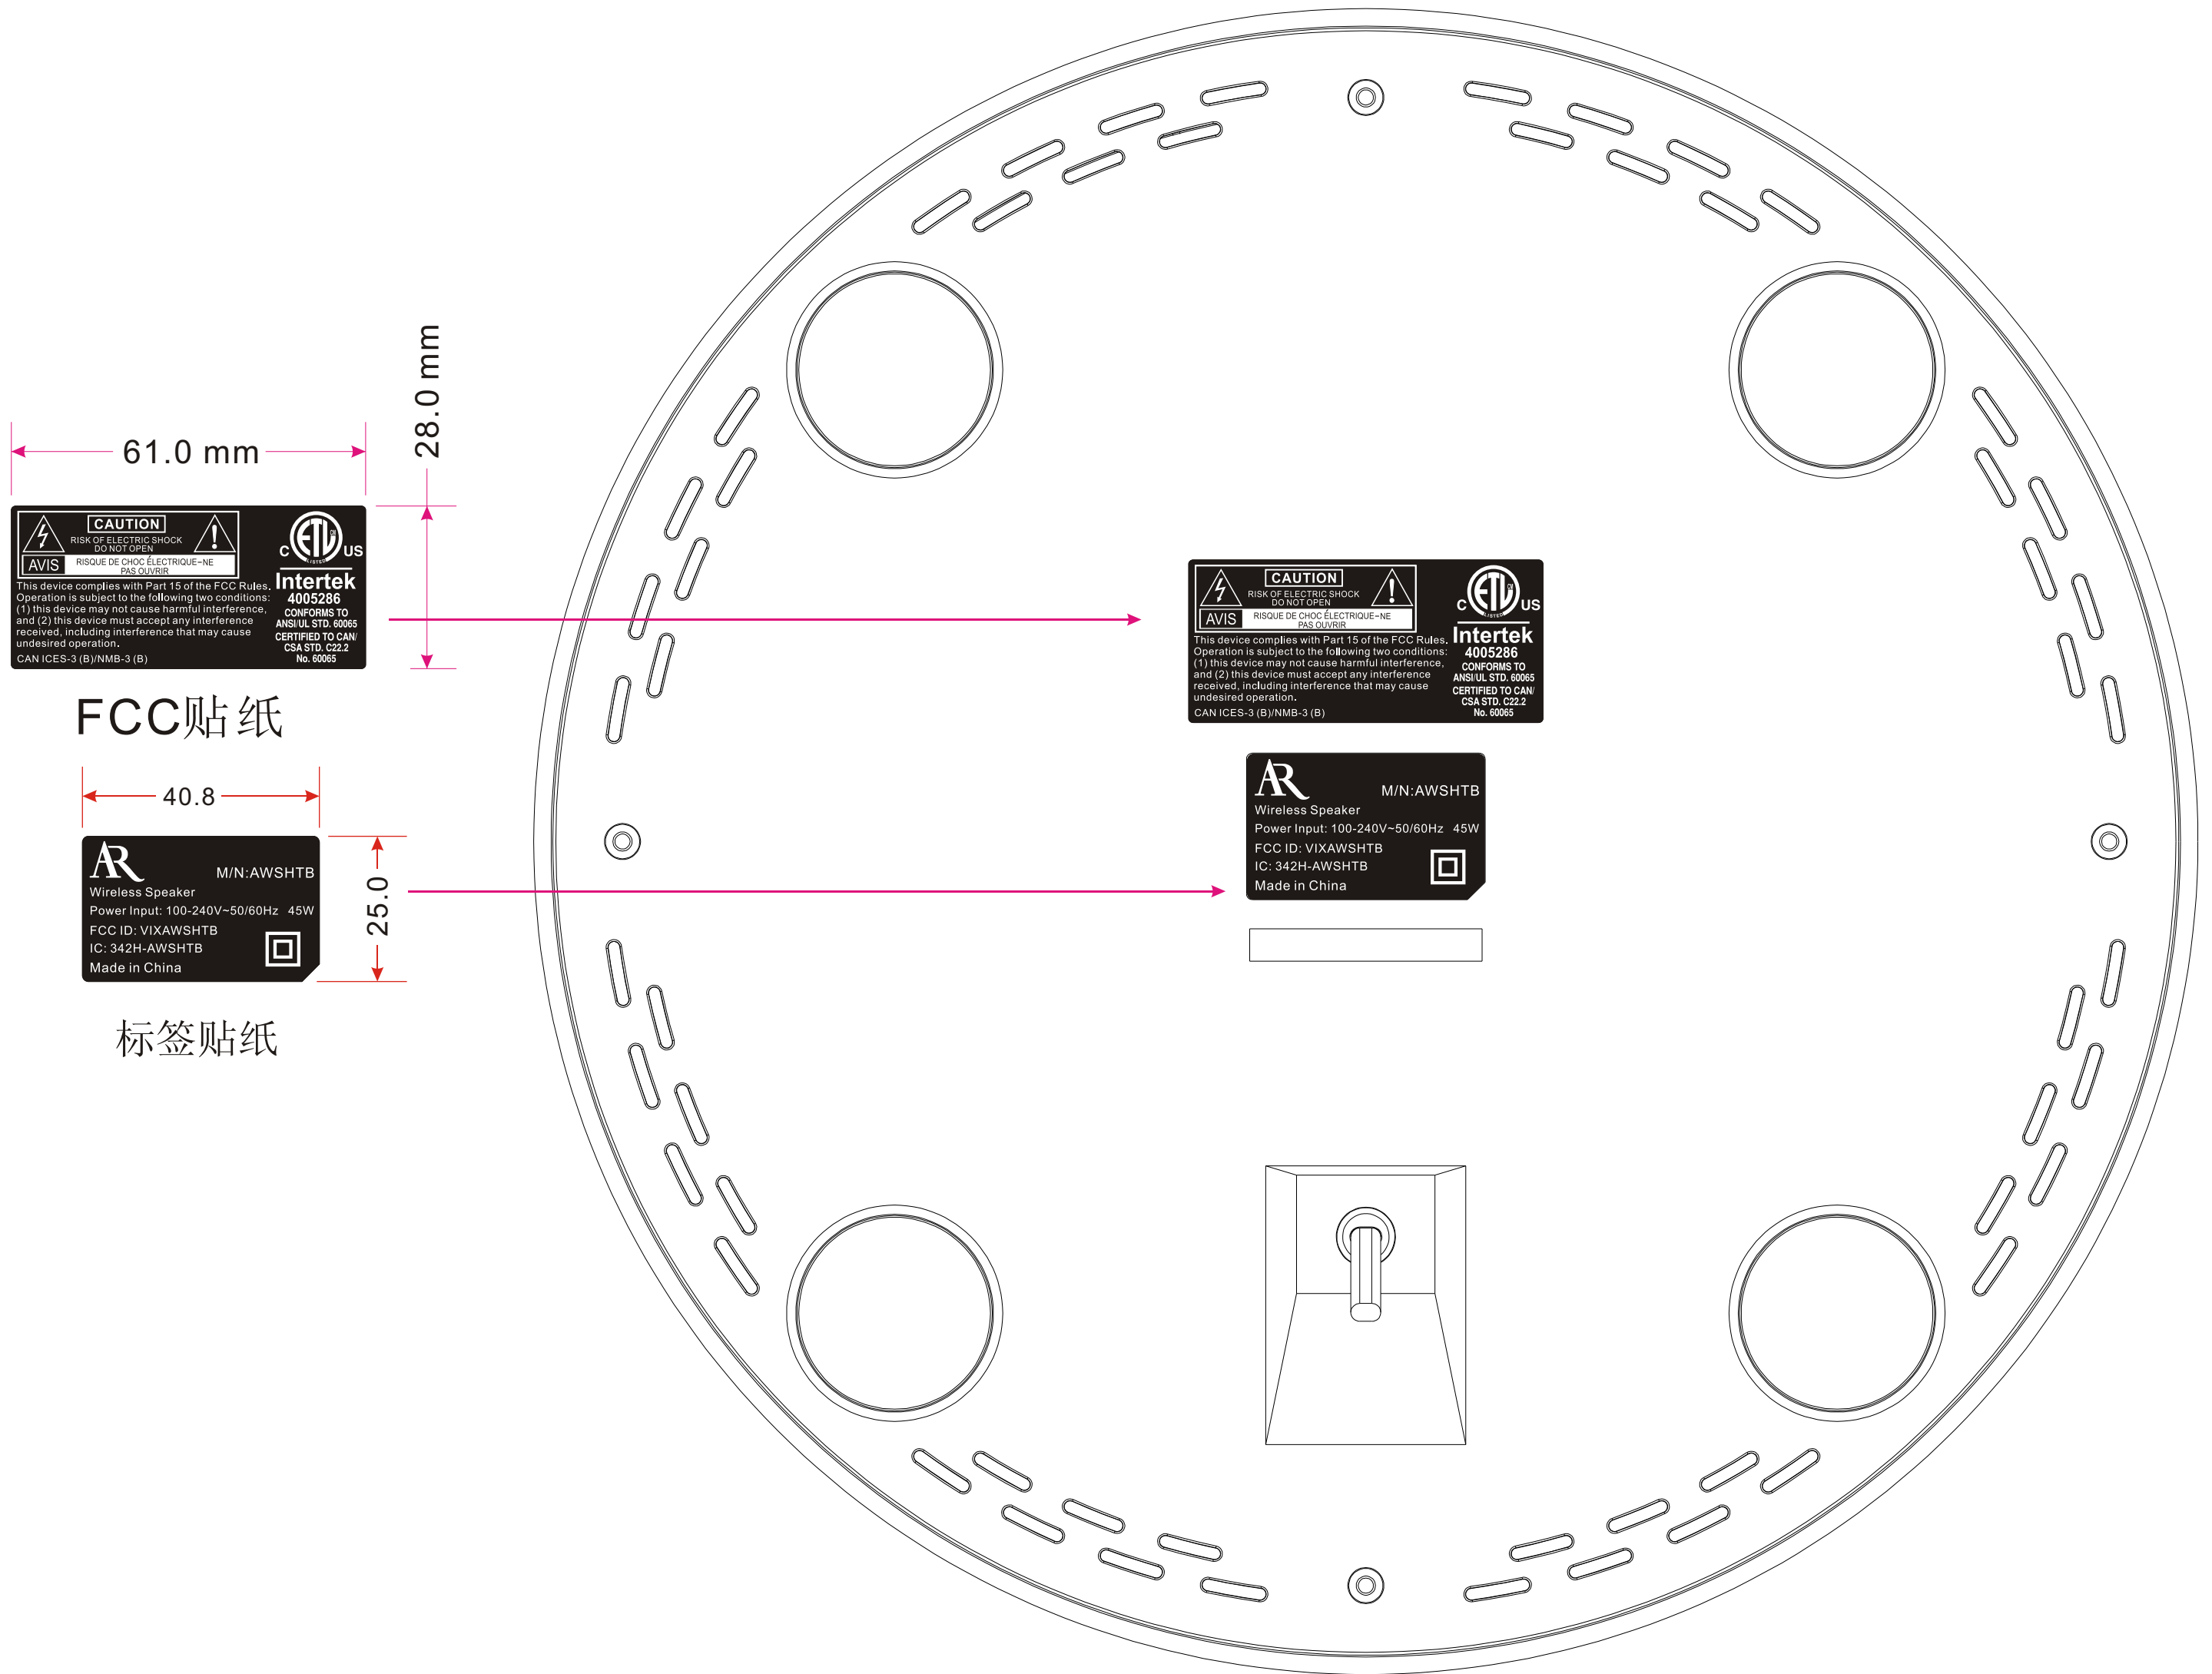 61.0 mm
28.0 mm
CAUTION
RISK OF ELECTRIC SHOCK
DO NOT OPEN
AVIS
RISQUE DE CHOC ÉLECTRIQUE-NE
PAS OUVRIR
This device complies with Part 15 of the FCC Rules.
Operation is subject to the following two conditions:
(1) this device may not cause harmful interference,
and (2) this device must accept any interference
received, including interference that may cause
undesired operation.
CAN ICES-3 (B)/NMB-3 (B)
C ETL US
LISTED
Intertek
4005286
CONFORMS TO
ANSI/UL STD. 60065
CERTIFIED TO CAN/
CSA STD. C22.2
No. 60065
FCC贴纸
40.8
25.0
AR
M/N:AWSHTB
Wireless Speaker
Power Input: 100-240V~50/60Hz 45W
FCC ID: VIXAWSHTB
IC: 342H-AWSHTB
Made in China
标签贴纸
CAUTION
RISK OF ELECTRIC SHOCK
DO NOT OPEN
AVIS
RISQUE DE CHOC ÉLECTRIQUE-NE
PAS OUVRIR
This device complies with Part 15 of the FCC Rules.
Operation is subject to the following two conditions:
(1) this device may not cause harmful interference,
and (2) this device must accept any interference
received, including interference that may cause
undesired operation.
CAN ICES-3 (B)/NMB-3 (B)
C ETL US
LISTED
Intertek
4005286
CONFORMS TO
ANSI/UL STD. 60065
CERTIFIED TO CAN/
CSA STD. C22.2
No. 60065
AR
M/N:AWSHTB
Wireless Speaker
Power Input: 100-240V~50/60Hz 45W
FCC ID: VIXAWSHTB
IC: 342H-AWSHTB
Made in China